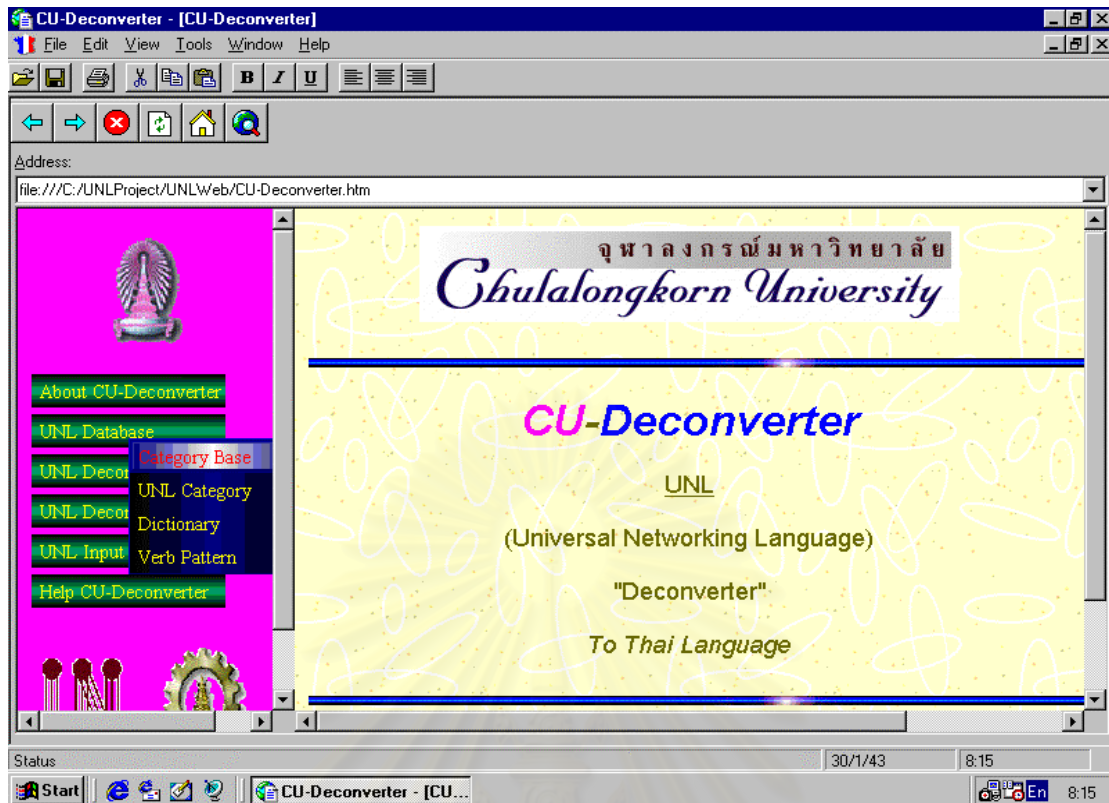 CU-Deconverter - [CU-Deconverter]
File Edit View Tools Window Help
B I U
Address:
file:///C:/UNLProject/UNLWeb/CU-Deconverter.htm
จุฬาลงกรณ์มหาวิทยาลัย
Chulalongkorn University
About CU-Deconverter
UNL Database
UNL Decon
UNL Decon
UNL Input
Help CU-Deconverter
Category Base
UNL Category
Dictionary
Verb Pattern
CU-Deconverter
UNL
(Universal Networking Language)
"Deconverter"
To Thai Language
Status 30/1/43 8:15
Start CU-Deconverter - [CU... En 8:15